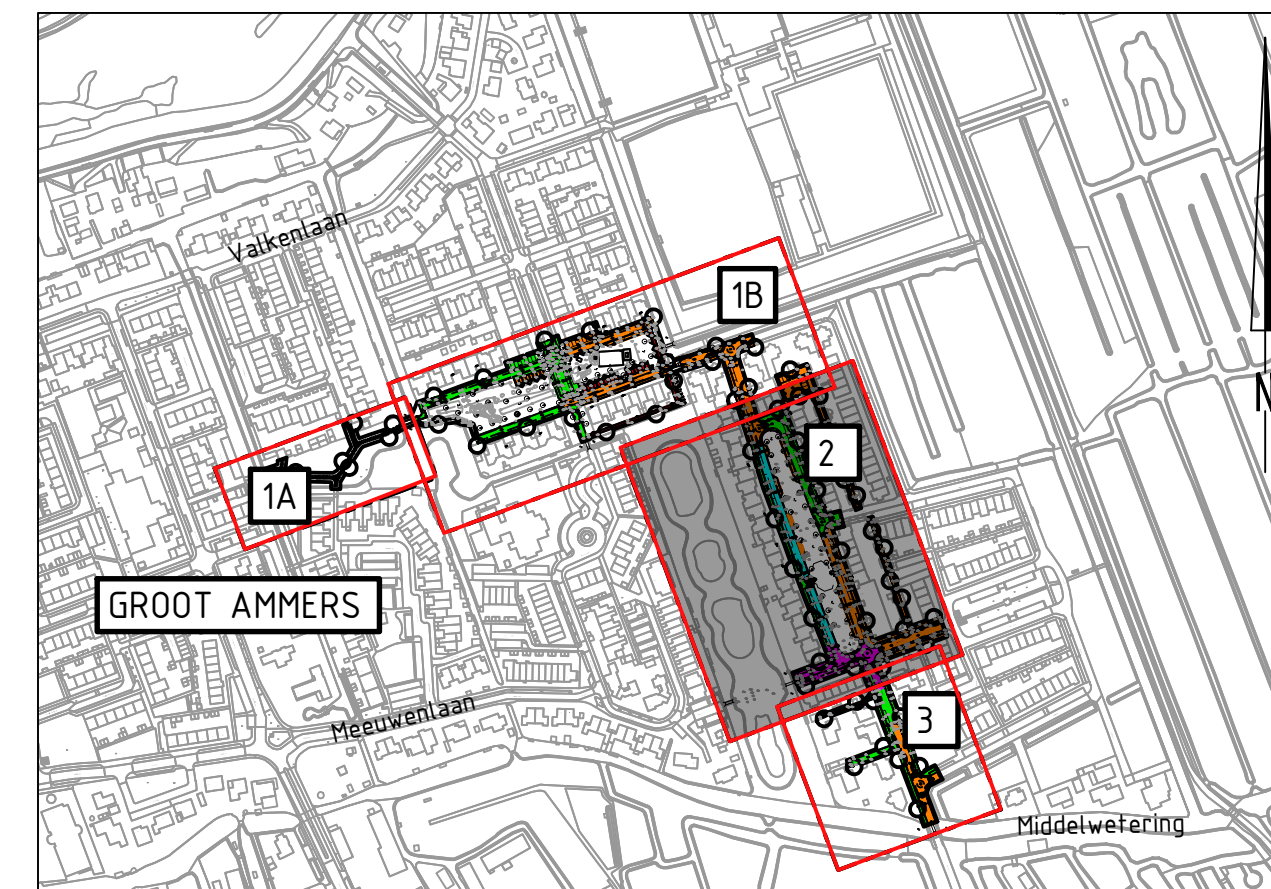 Valkenlaan
1B
2
1A
GROOT AMMERS
Meeuwenlaan
3
Middelwetering
N